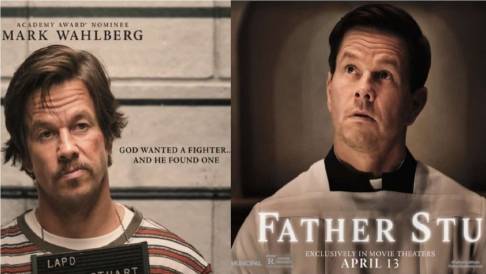 ACADEMY AWARD® NOMINEE
MARK WAHLBERG
GOD WANTED A FIGHTER...
AND HE FOUND ONE
LAPD
FATHER STU
EXCLUSIVELY IN MOVIE THEATERS
APRIL 13
MUNICIPAL
R